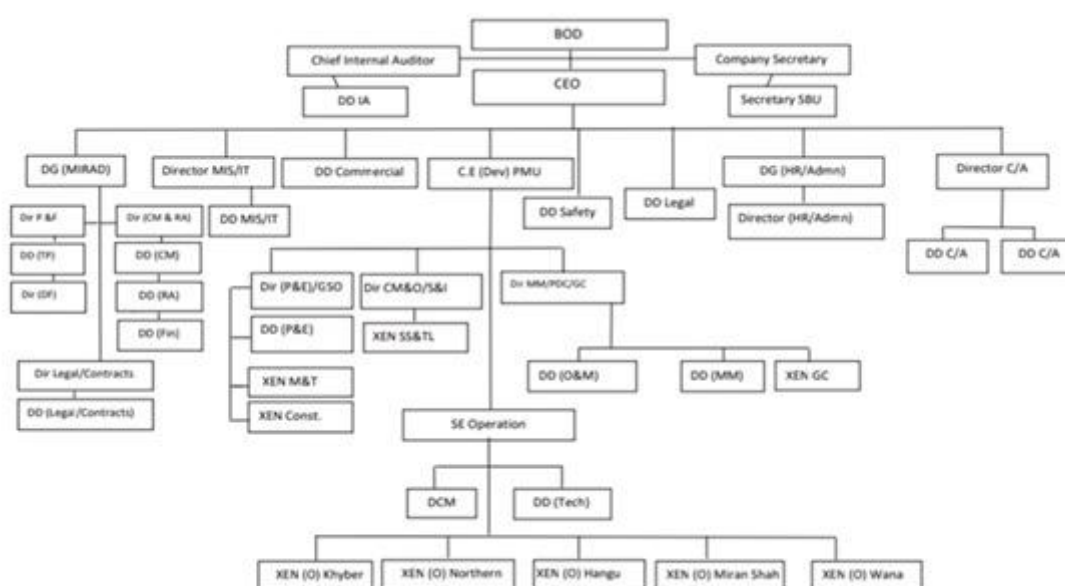 BOD
Chief Internal Auditor
Company Secretary
CEO
DD IA
Secretary SBU
DG (MIRAD)
Director MIS/IT
DD Commercial
C.E (Dev) PMU
DG (HR/Admn)
Director C/A
DD Safety
DD Legal
Dir P &F
Dir (CM & RA)
DD MIS/IT
Director (HR/Admn)
DD (TP)
DD (CM)
DD C/A
DD C/A
Dir (DF)
DD (RA)
DD (Fin)
Dir (P&E)/GSO
Dir CM&O/S&I
Dir MM/PDC/GC
DD (P&E)
XEN SS&TL
Dir Legal/Contracts
DD (Legal/Contracts)
XEN M&T
XEN Const.
DD (O&M)
DD (MM)
XEN GC
SE Operation
DCM
DD (Tech)
XEN (O) Khyber
XEN (O) Northern
XEN (O) Hangu
XEN (O) Miran Shah
XEN (O) Wana